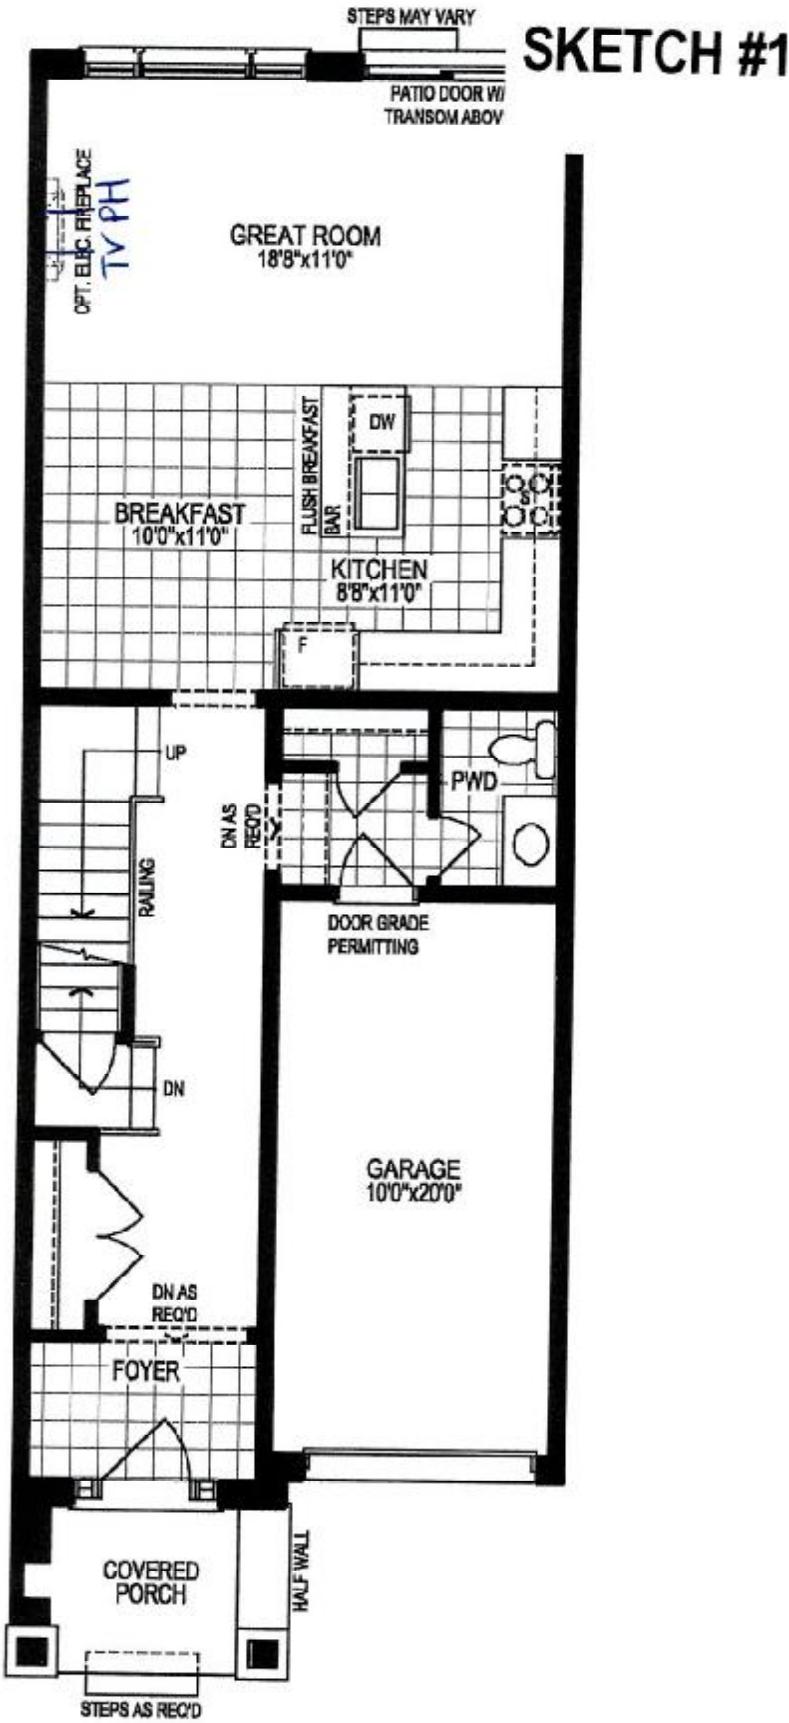 STEPS MAY VARY
SKETCH #1
PATIO DOOR W/
TRANSOM ABOV
OPT. ELEC. FIREPLACE
TV PH
GREAT ROOM
18'8"x11'0"
FLUSH BREAKFAST
BAR
DW
S
BREAKFAST
10'0"x11'0"
KITCHEN
8'8"x11'0"
F
UP
DN AS
REQ'D
PWD
RAILING
DOOR GRADE
PERMITTING
DN
GARAGE
10'0"x20'0"
DN AS
REQ'D
FOYER
COVERED
PORCH
HALF WALL
STEPS AS REQ'D